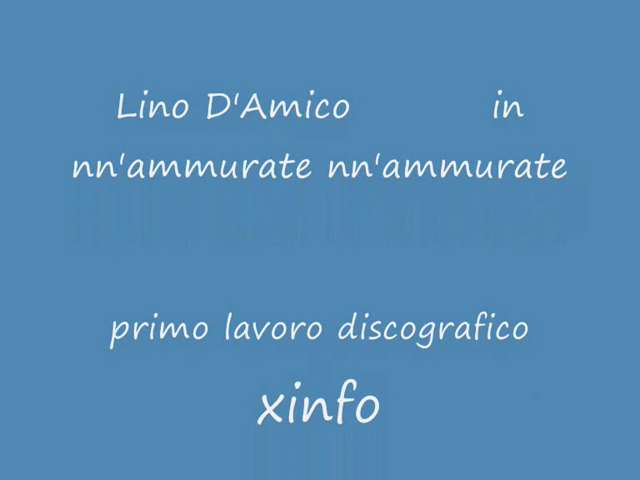 Lino D'Amico in
nn'ammurate nn'ammurate
primo lavoro discografico
xinfo